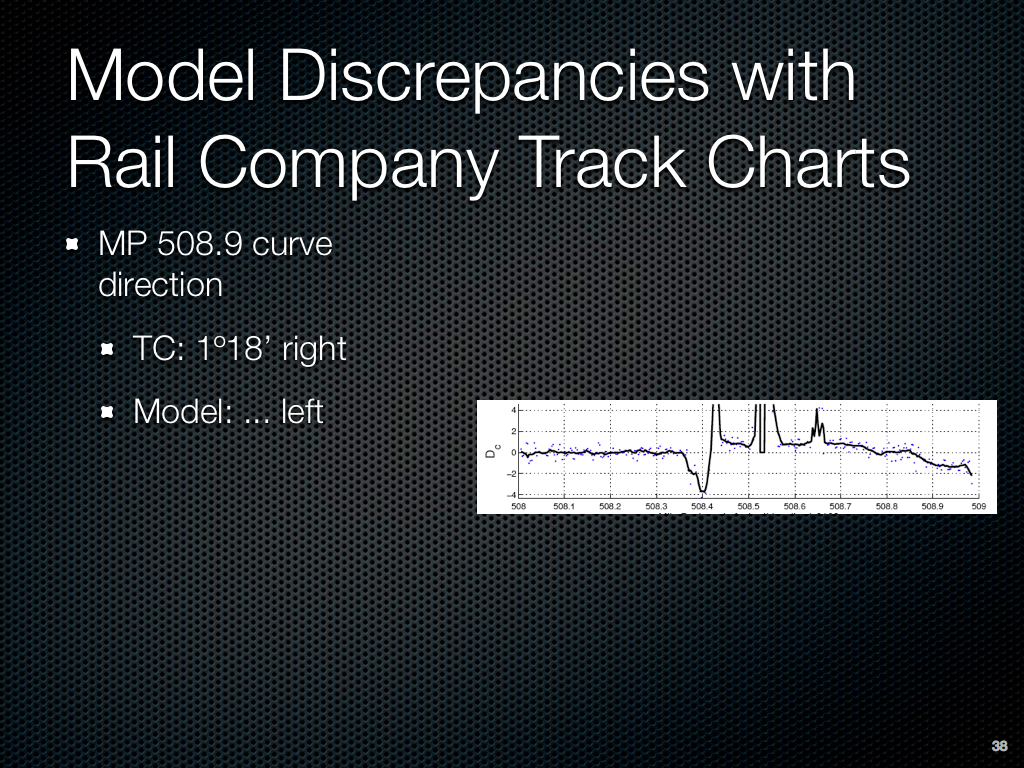 Model Discrepancies with
Rail Company Track Charts
MP 508.9 curve
direction
TC: 1º18’ right
Model: ... left
4
2
0
−2
−4
Dc
508 508.1 508.2 508.3 508.4 508.5 508.6 508.7 508.8 508.9 509
38